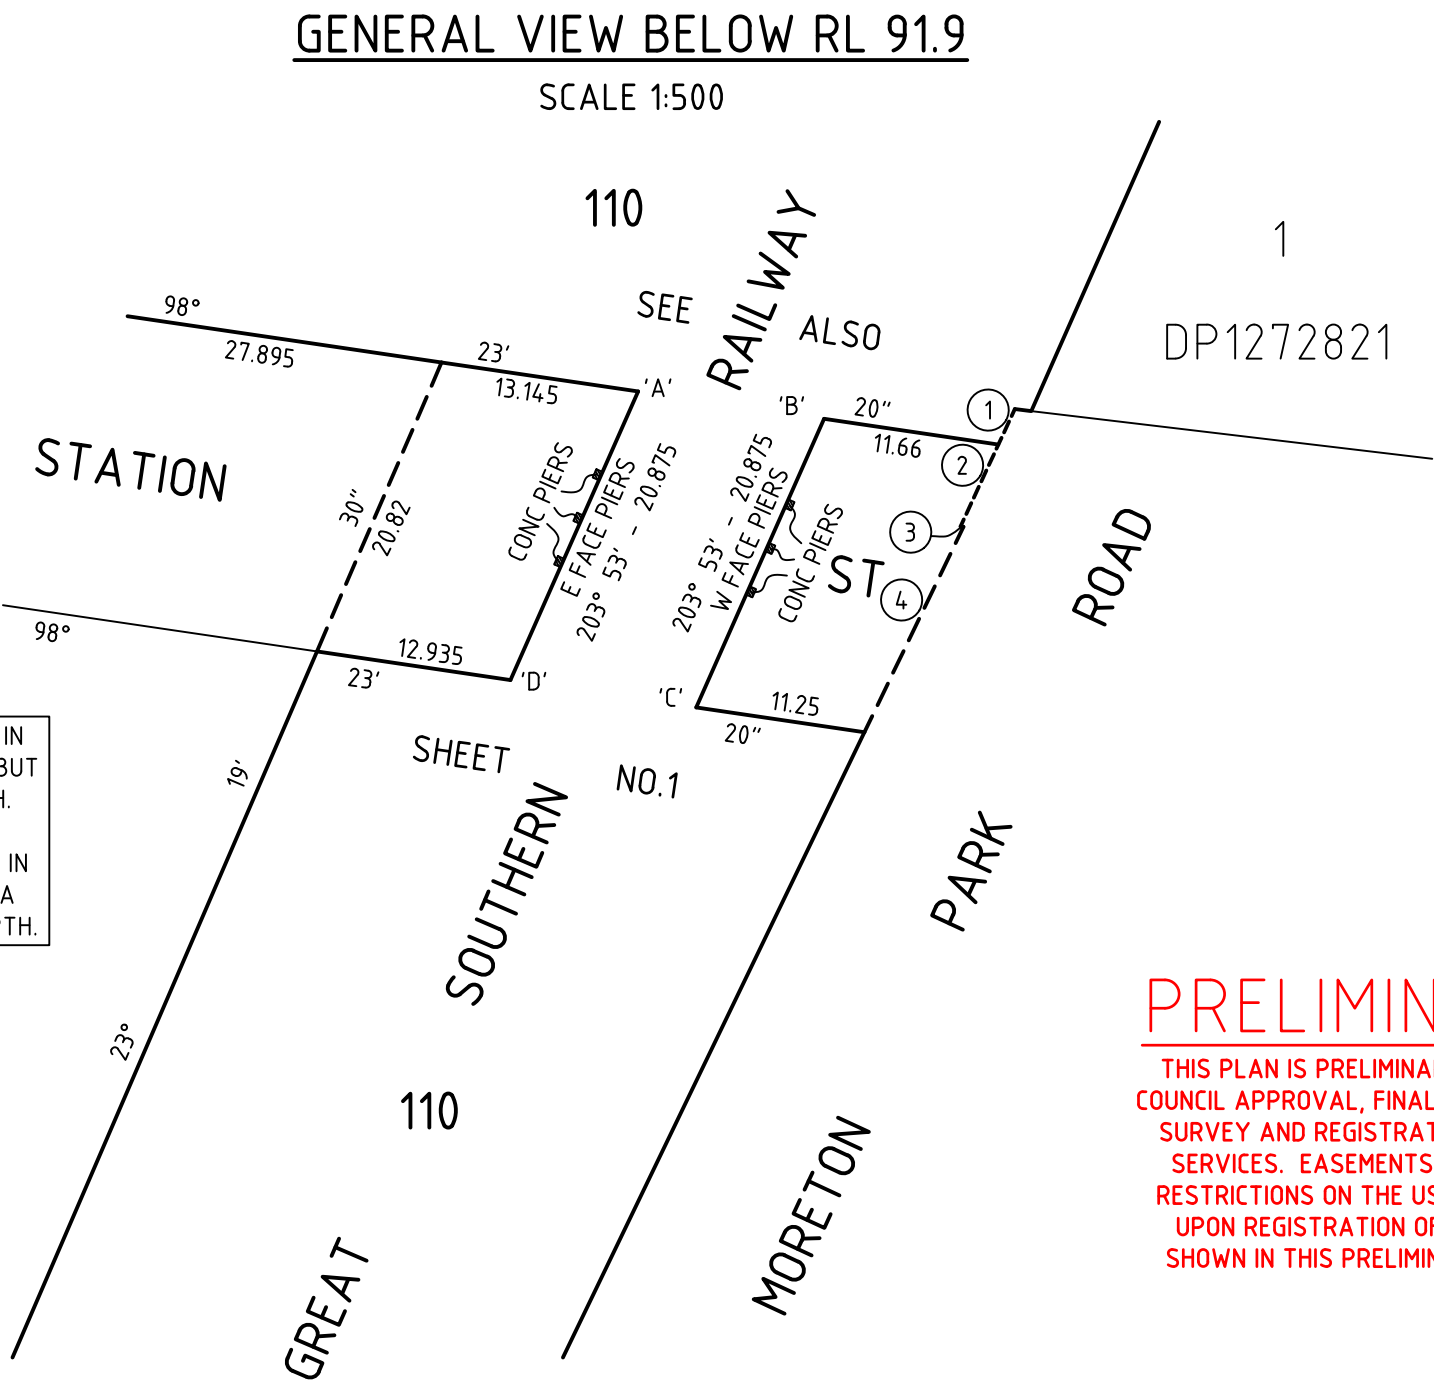 GENERAL VIEW BELOW RL 91.9
SCALE 1:500
110
RAILWAY
1
DP1272821
SEE ALSO
98°
27.895
23'
13.145
'A'
'B'
20"
11.66
1
2
3
4
STATION
30"
20.82
CONC PIERS
E FACE PIERS
203° 53' - 20.875
203° 53' - 20.875
W FACE PIERS
CONC PIERS
ST
ROAD
98°
12.935
23'
'D'
'C'
11.25
20"
SHEET NO.1
IN
BUT
H.
IN
A
PTH.
19'
23°
SOUTHERN
PARK
110
GREAT
MORETON
PRELIMIN
THIS PLAN IS PRELIMINA
COUNCIL APPROVAL, FINAL
SURVEY AND REGISTRAT
SERVICES. EASEMENTS
RESTRICTIONS ON THE US
UPON REGISTRATION OF
SHOWN IN THIS PRELIMIN